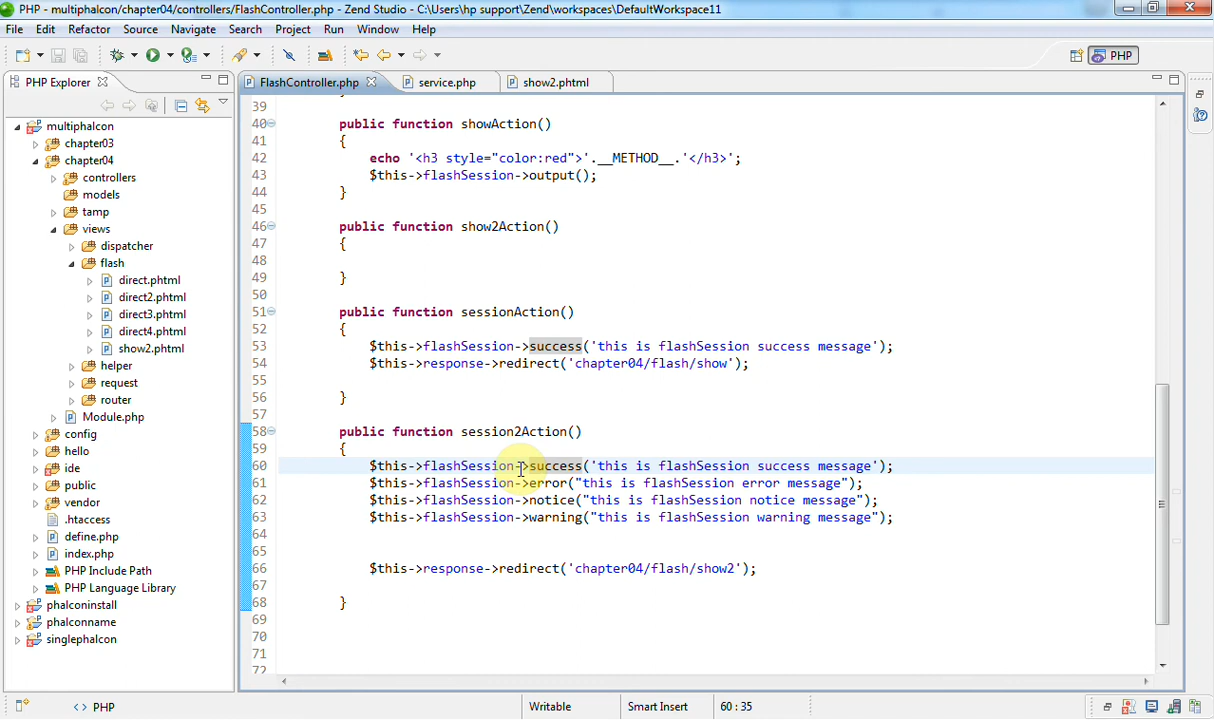 PHP - multiphalcon/chapter04/controllers/FlashController.php - Zend Studio - C:\Users\hp support\Zend\workspaces\DefaultWorkspace11
File Edit Refactor Source Navigate Search Project Run Window Help
PHP
PHP Explorer
multiphalcon
chapter03
chapter04
controllers
models
tamp
views
dispatcher
flash
direct.phtml
direct2.phtml
direct3.phtml
direct4.phtml
show2.phtml
helper
request
router
Module.php
config
hello
ide
public
vendor
.htaccess
define.php
index.php
PHP Include Path
PHP Language Library
phalconinstall
phalconname
singlephalcon
FlashController.php service.php show2.phtml
39
40 public function showAction()
41 {
42 echo '<h3 style="color:red">'.__METHOD__.'</h3>';
43 $this->flashSession->output();
44 }
45
46 public function show2Action()
47 {
48
49 }
50
51 public function sessionAction()
52 {
53 $this->flashSession->success('this is flashSession success message');
54 $this->response->redirect('chapter04/flash/show');
55
56 }
57
58 public function session2Action()
59 {
60 $this->flashSession->success('this is flashSession success message');
61 $this->flashSession->error("this is flashSession error message");
62 $this->flashSession->notice("this is flashSession notice message");
63 $this->flashSession->warning("this is flashSession warning message");
64
65
66 $this->response->redirect('chapter04/flash/show2');
67
68 }
69
70
71
72
<> PHP Writable Smart Insert 60 : 35